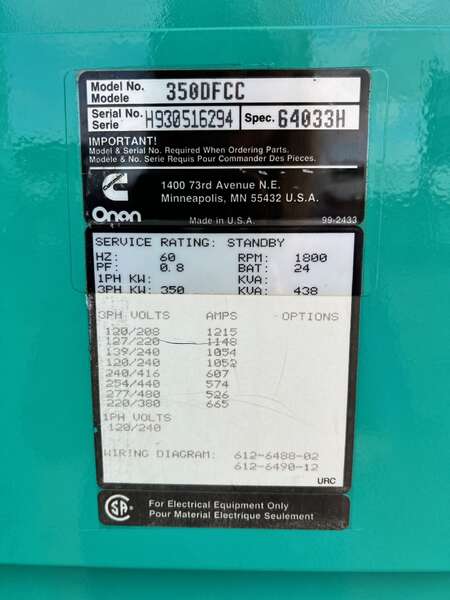 Model No. 350DFCC
Modele
Serial No. H930516294 Spec. 64033H
Serie
IMPORTANT!
Model & Serial No. Required When Ordering Parts.
Modele & No. Serie Requis Pour Commander Des Pieces.
1400 73rd Avenue N.E.
Minneapolis, MN 55432 U.S.A.
Onan Made in U.S.A. 99-2433
SERVICE RATING: STANDBY
HZ: 60 RPM: 1800
PF: 0.8 BAT: 24
1PH KW: KVA:
3PH KW: 350 KVA: 438
3PH VOLTS AMPS OPTIONS
120/208 1215
127/220 1148
139/240 1054
120/240 1052
240/416 607
254/440 574
277/480 526
220/380 665
1PH VOLTS
120/240
WIRING DIAGRAM: 612-6488-02
612-6490-12
URC
CSA
For Electrical Equipment Only
Pour Material Electrique Seulement